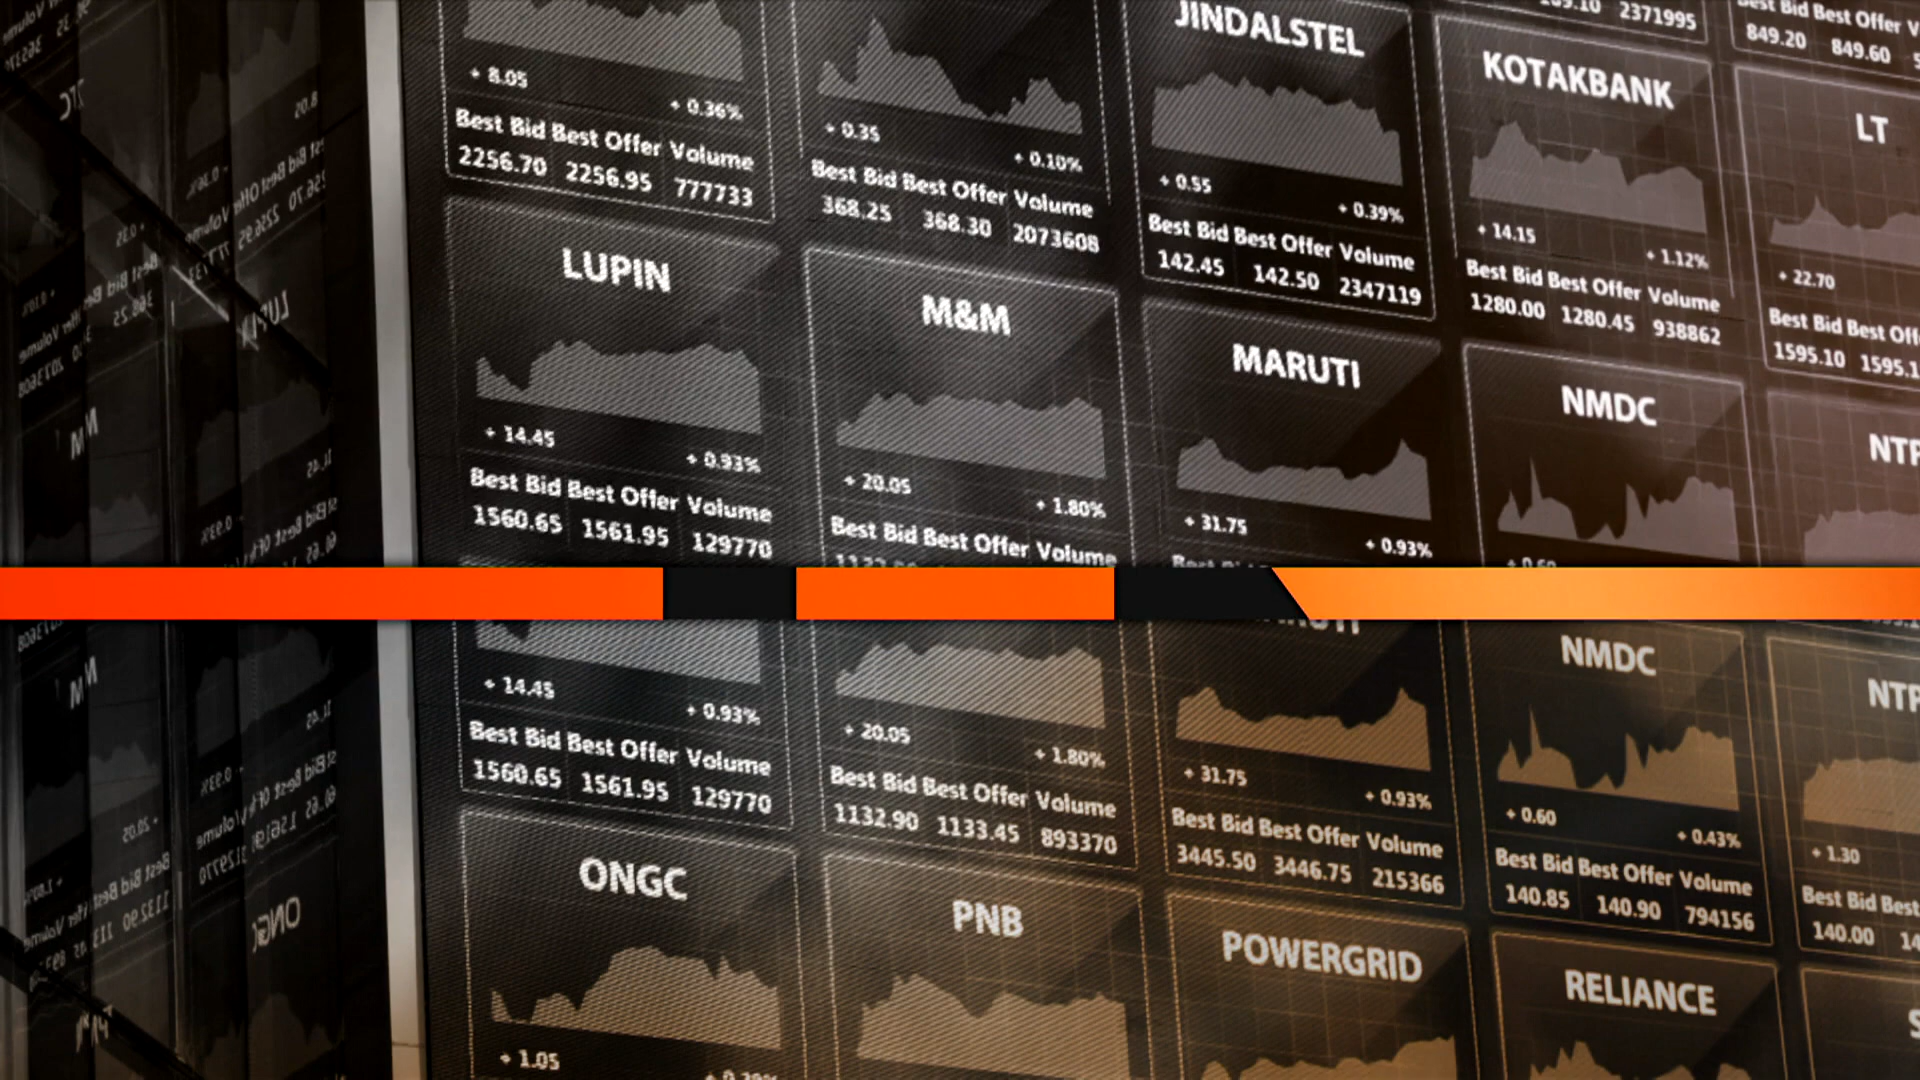 + 8.05
+ 0.36%
Best Bid Best Offer Volume
2256.70 2256.95 777733
+ 0.35
+ 0.10%
Best Bid Best Offer Volume
368.25 368.30 2073608
JINDALSTEL
+ 0.55
+ 0.39%
Best Bid Best Offer Volume
142.45 142.50 2347119
2371995
KOTAKBANK
+ 14.15
+ 1.12%
Best Bid Best Offer Volume
1280.00 1280.45 938862
Best Bid Best Offer
849.20 849.60
LT
+ 22.70
Best Bid Best
1595.10
LUPIN
+ 14.45
+ 0.93%
Best Bid Best Offer Volume
1560.65 1561.95 129770
M&M
+ 20.05
+ 1.80%
Best Bid Best Offer Volume
MARUTI
+ 31.75
+ 0.93%
NMDC
+ 0.60
+ 14.45
+ 0.93%
Best Bid Best Offer Volume
1560.65 1561.95 129770
+ 20.05
+ 1.80%
Best Bid Best Offer Volume
1132.90 1133.45 893370
+ 31.75
+ 0.93%
Best Bid Best Offer Volume
3445.50 3446.75 215366
NMDC
+ 0.60
+ 0.43%
Best Bid Best Offer Volume
140.85 140.90 794156
+ 1.30
Best Bid Best
140.00
ONGC
+ 1.05
PNB
POWERGRID
RELIANCE